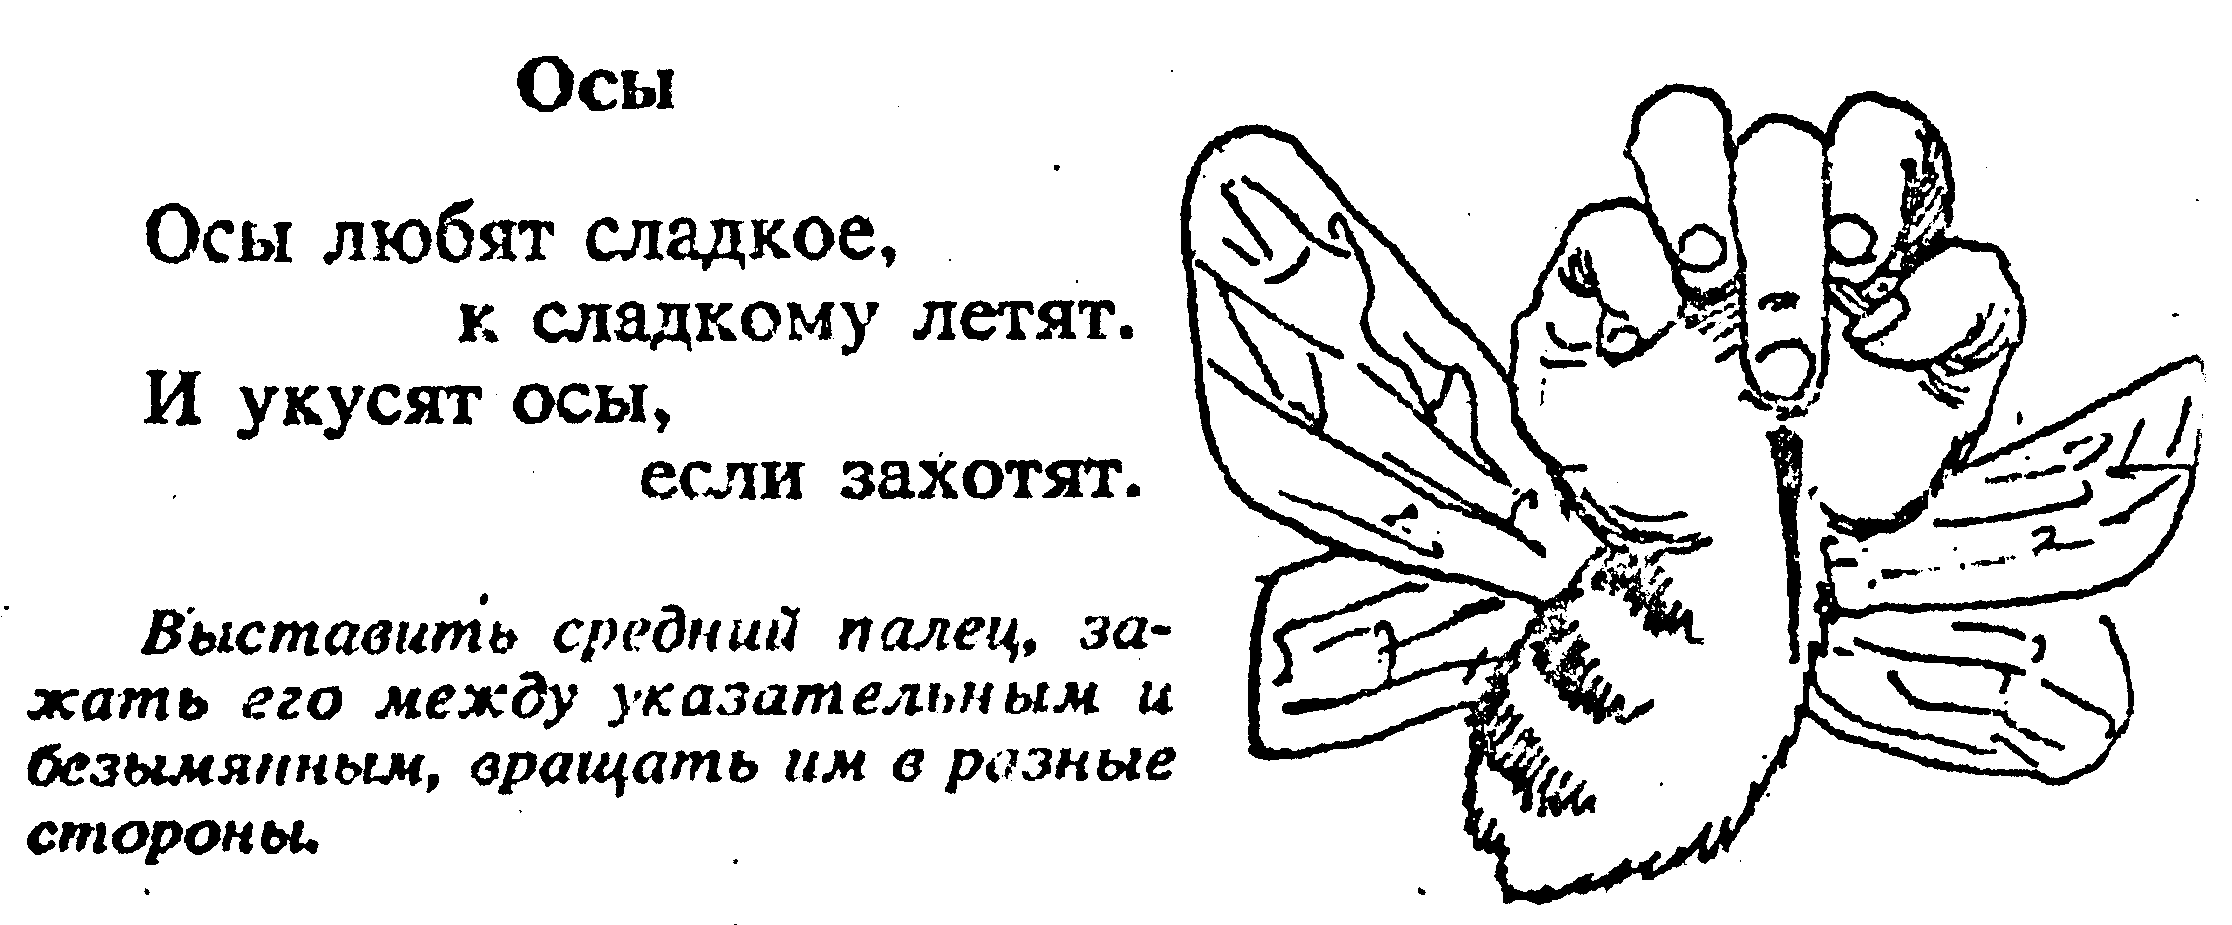 Осы
Осы любят сладкое,
к сладкому летят.
И укусят осы,
если захотят.
Выставить средний палец, за-
жать его между указательным и
безымянным, вращать им в разные
стороны.